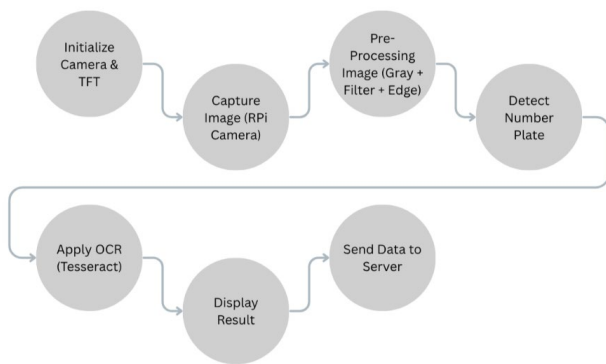 Initialize
Camera &
TFT
Capture
Image (RPi
Camera)
Pre-
Processing
Image (Gray +
Filter + Edge)
Detect
Number
Plate
Apply OCR
(Tesseract)
Display
Result
Send Data to
Server